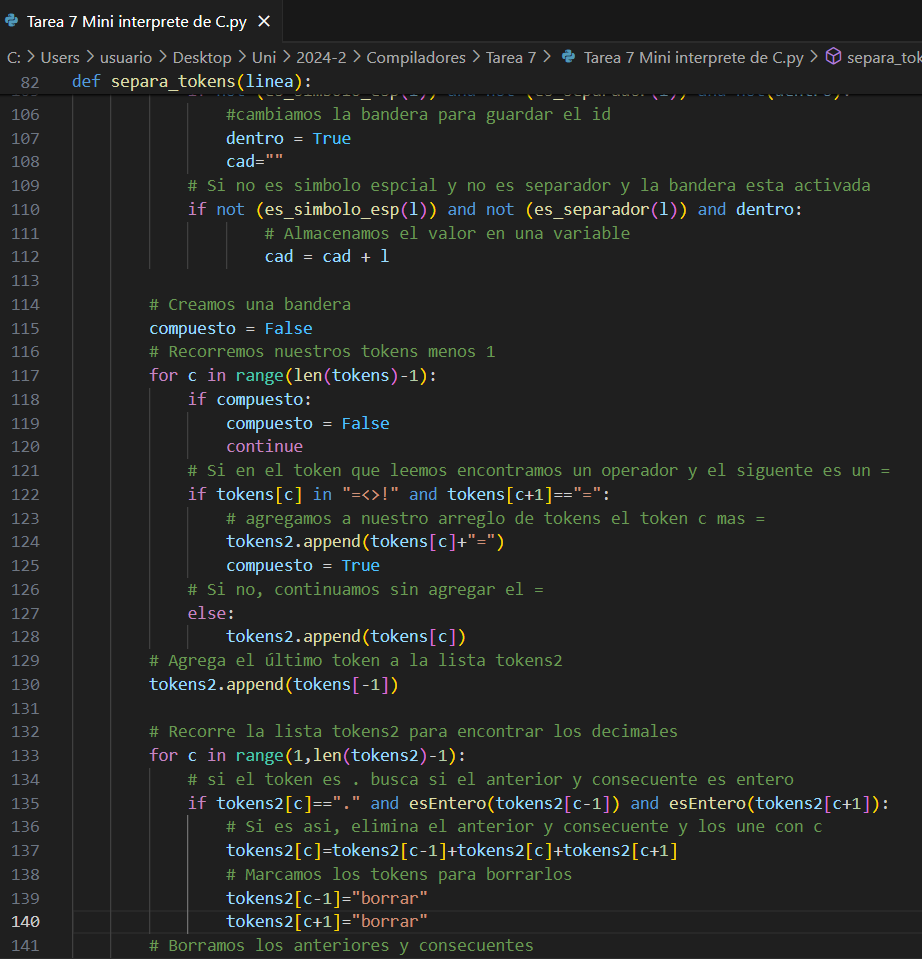 Tarea 7 Mini interprete de C.py ×
C: > Users > usuario > Desktop > Uni > 2024-2 > Compiladores > Tarea 7 > Tarea 7 Mini interprete de C.py > separa_tok
82 def separa_tokens(linea):
106 #cambiamos la bandera para guardar el id
107 dentro = True
108 cad=""
109 # Si no es simbolo espcial y no es separador y la bandera esta activada
110 if not (es_simbolo_esp(l)) and not (es_separador(l)) and dentro:
111 # Almacenamos el valor en una variable
112 cad = cad + l
113
114 # Creamos una bandera
115 compuesto = False
116 # Recorremos nuestros tokens menos 1
117 for c in range(len(tokens)-1):
118 if compuesto:
119 compuesto = False
120 continue
121 # Si en el token que leemos encontramos un operador y el siguente es un =
122 if tokens[c] in "=<>!" and tokens[c+1]=="=":
123 # agregamos a nuestro arreglo de tokens el token c mas =
124 tokens2.append(tokens[c]+"=")
125 compuesto = True
126 # Si no, continuamos sin agregar el =
127 else:
128 tokens2.append(tokens[c])
129 # Agrega el último token a la lista tokens2
130 tokens2.append(tokens[-1])
131
132 # Recorre la lista tokens2 para encontrar los decimales
133 for c in range(1,len(tokens2)-1):
134 # si el token es . busca si el anterior y consecuente es entero
135 if tokens2[c]=="." and esEntero(tokens2[c-1]) and esEntero(tokens2[c+1]):
136 # Si es asi, elimina el anterior y consecuente y los une con c
137 tokens2[c]=tokens2[c-1]+tokens2[c]+tokens2[c+1]
138 # Marcamos los tokens para borrarlos
139 tokens2[c-1]="borrar"
140 tokens2[c+1]="borrar"
141 # Borramos los anteriores y consecuentes